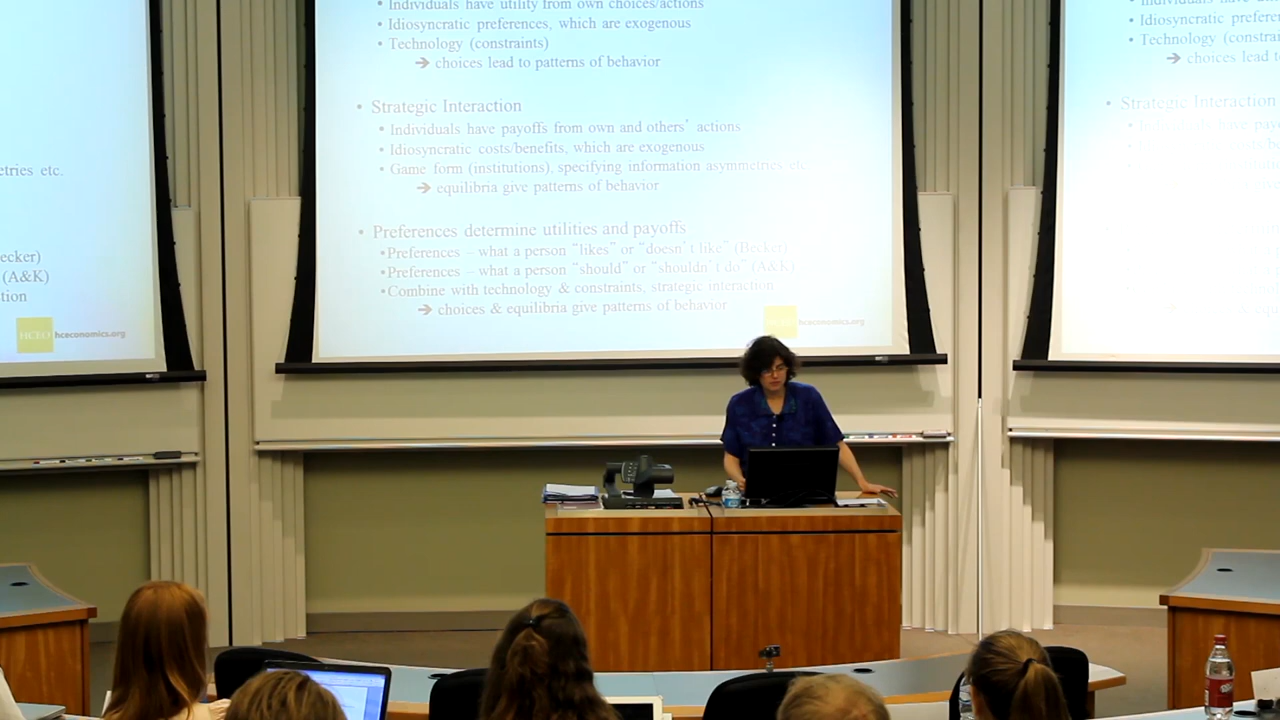 • Individuals have utility from own choices/actions
• Idiosyncratic preferences, which are exogenous
• Technology (constraints)
➔ choices lead to patterns of behavior
• Strategic Interaction
• Individuals have payoffs from own and others' actions
• Idiosyncratic costs/benefits, which are exogenous
• Game form (institutions), specifying information asymmetries etc.
➔ equilibria give patterns of behavior
• Preferences determine utilities and payoffs
•Preferences – what a person “likes” or “doesn't like” (Becker)
•Preferences – what a person “should” or “shouldn't do” (A&K)
•Combine with technology & constraints, strategic interaction
➔ choices & equilibria give patterns of behavior
HCEO hceconomics.org
etries etc.
ecker)
(A&K)
tion
HCEO hceconomics.org
• Idiosyncratic prefere
• Technology (constrai
➔ choices lead t
• Strategic Interaction